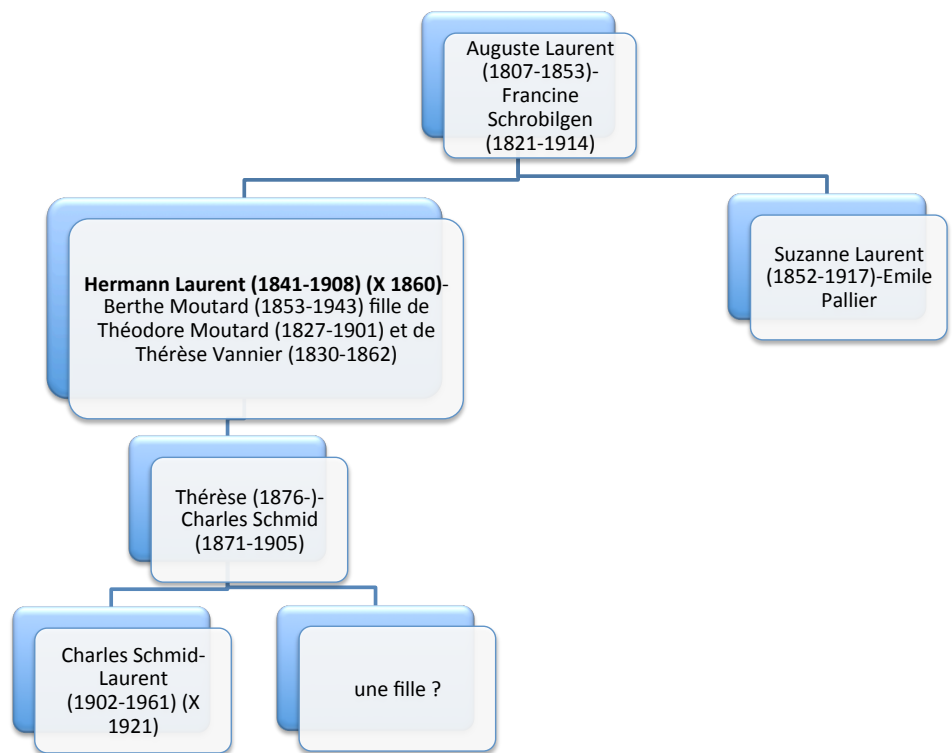 Auguste Laurent
(1807-1853)-
Francine
Schrobilgen
(1821-1914)
Hermann Laurent (1841-1908) (X 1860)-
Berthe Moutard (1853-1943) fille de
Théodore Moutard (1827-1901) et de
Thérèse Vannier (1830-1862)
Suzanne Laurent
(1852-1917)-Emile
Pallier
Thérèse (1876-)-
Charles Schmid
(1871-1905)
Charles Schmid-
Laurent
(1902-1961) (X
1921)
une fille ?